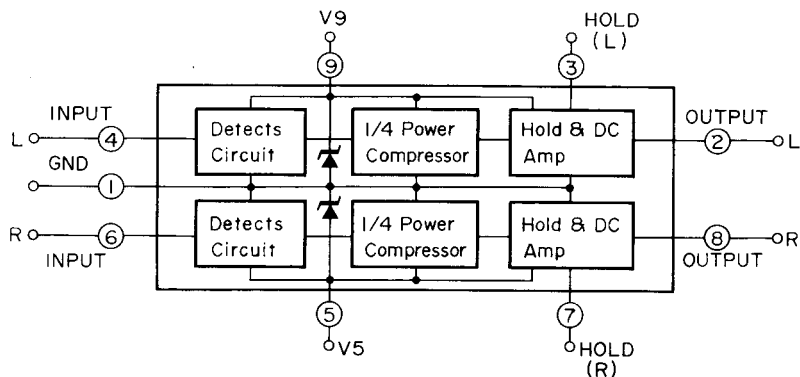 V9
HOLD
(L)
9
3
INPUT
OUTPUT
L 4
Detects
Circuit
1/4 Power
Compressor
Hold & DC
Amp
2 L
GND
1
R 6
INPUT
Detects
Circuit
1/4 Power
Compressor
Hold & DC
Amp
8 R
OUTPUT
5
7
V5
HOLD
(R)